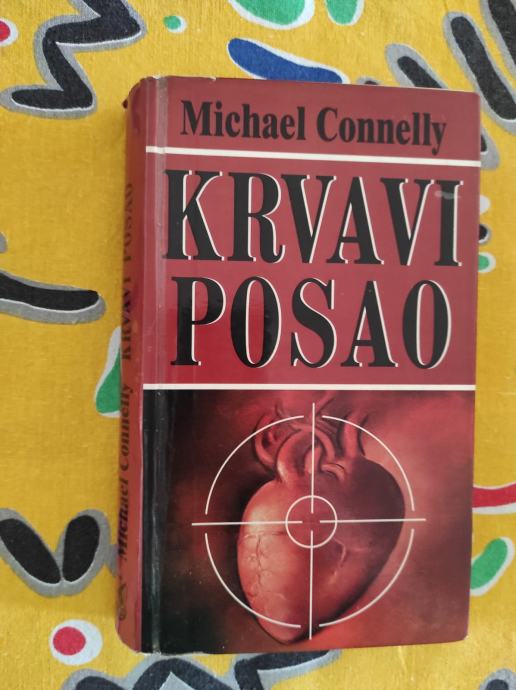 Michael Connelly
KRVAVI
POSAO
Michael Connelly KRVAVI POSAO